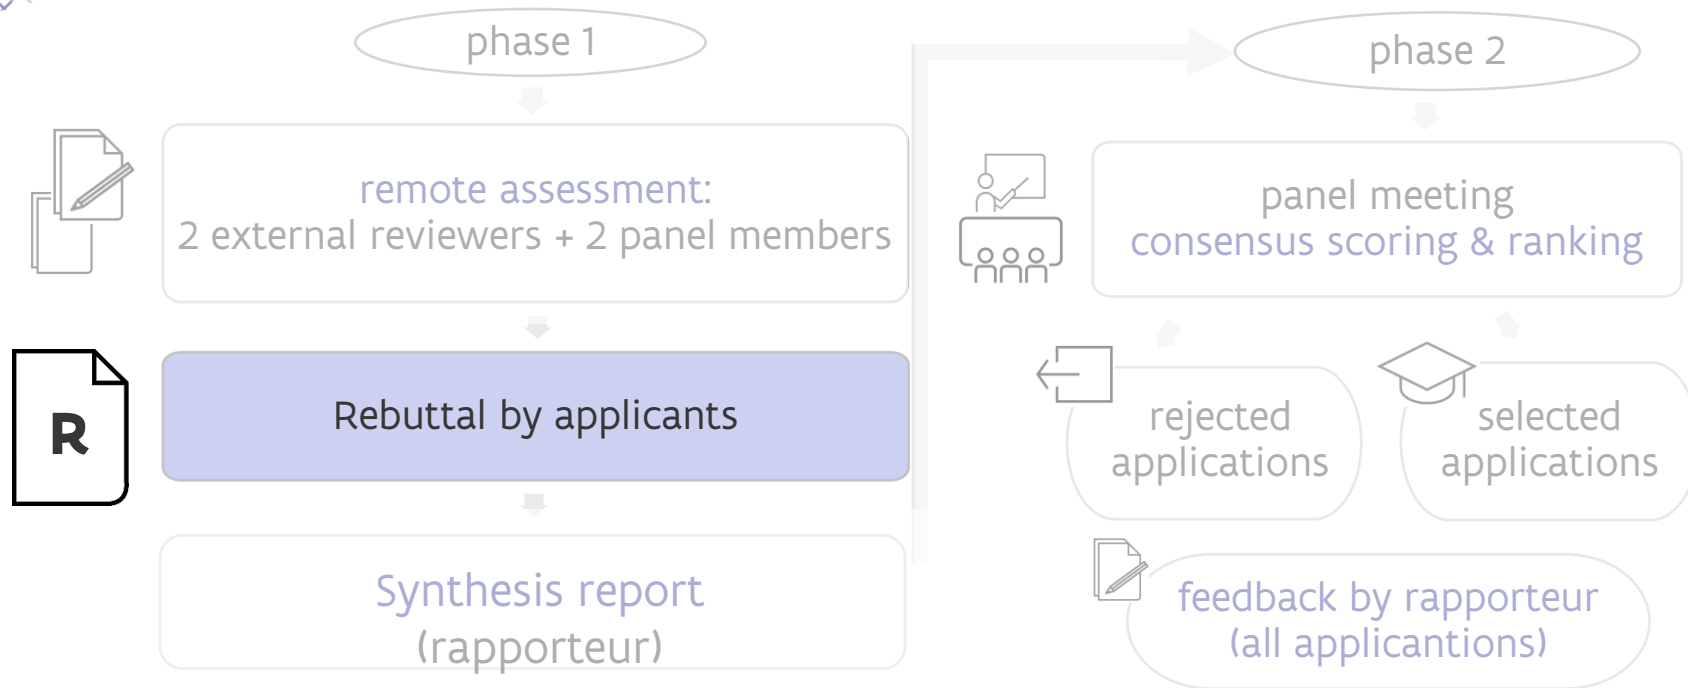 phase 1
remote assessment:
2 external reviewers + 2 panel members
R
Rebuttal by applicants
Synthesis report
(rapporteur)
phase 2
panel meeting
consensus scoring & ranking
rejected
applications
selected
applications
feedback by rapporteur
(all applicantions)